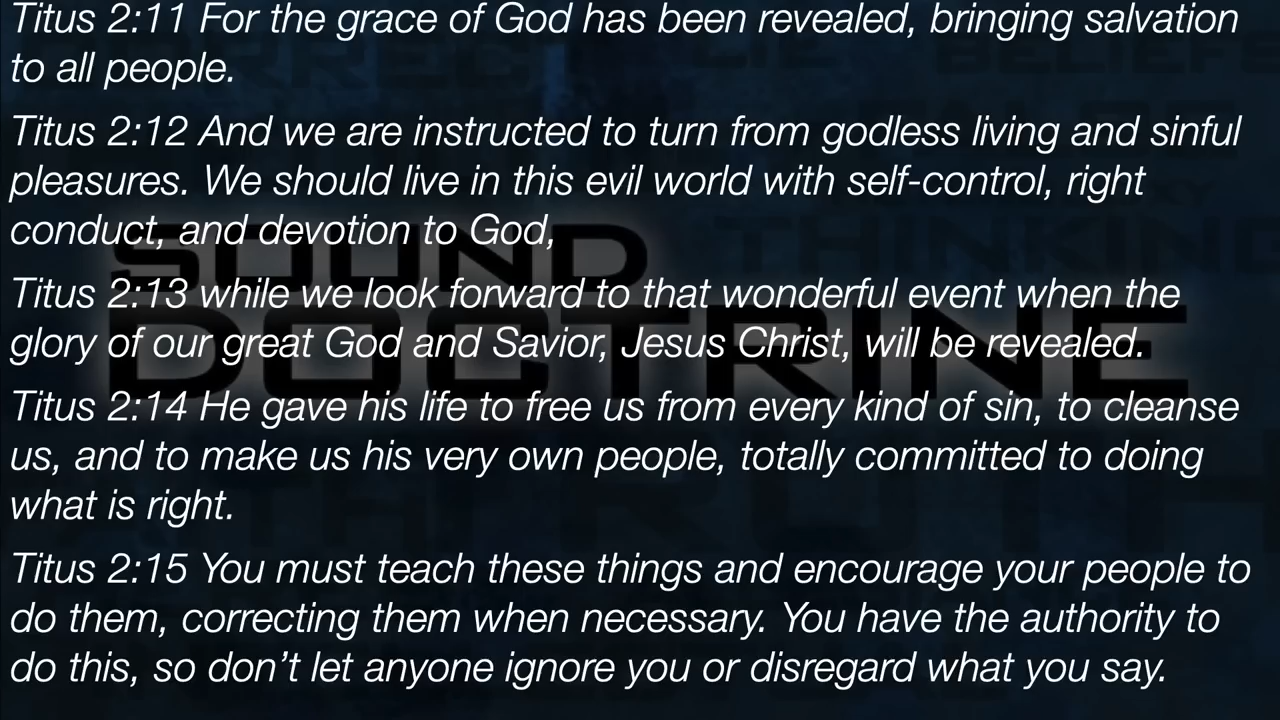 Titus 2:11 For the grace of God has been revealed, bringing salvation
to all people.
Titus 2:12 And we are instructed to turn from godless living and sinful
pleasures. We should live in this evil world with self-control, right
conduct, and devotion to God,
Titus 2:13 while we look forward to that wonderful event when the
glory of our great God and Savior, Jesus Christ, will be revealed.
Titus 2:14 He gave his life to free us from every kind of sin, to cleanse
us, and to make us his very own people, totally committed to doing
what is right.
Titus 2:15 You must teach these things and encourage your people to
do them, correcting them when necessary. You have the authority to
do this, so don’t let anyone ignore you or disregard what you say.
SOUND
DOCTRINE
THINKING
TRUTH